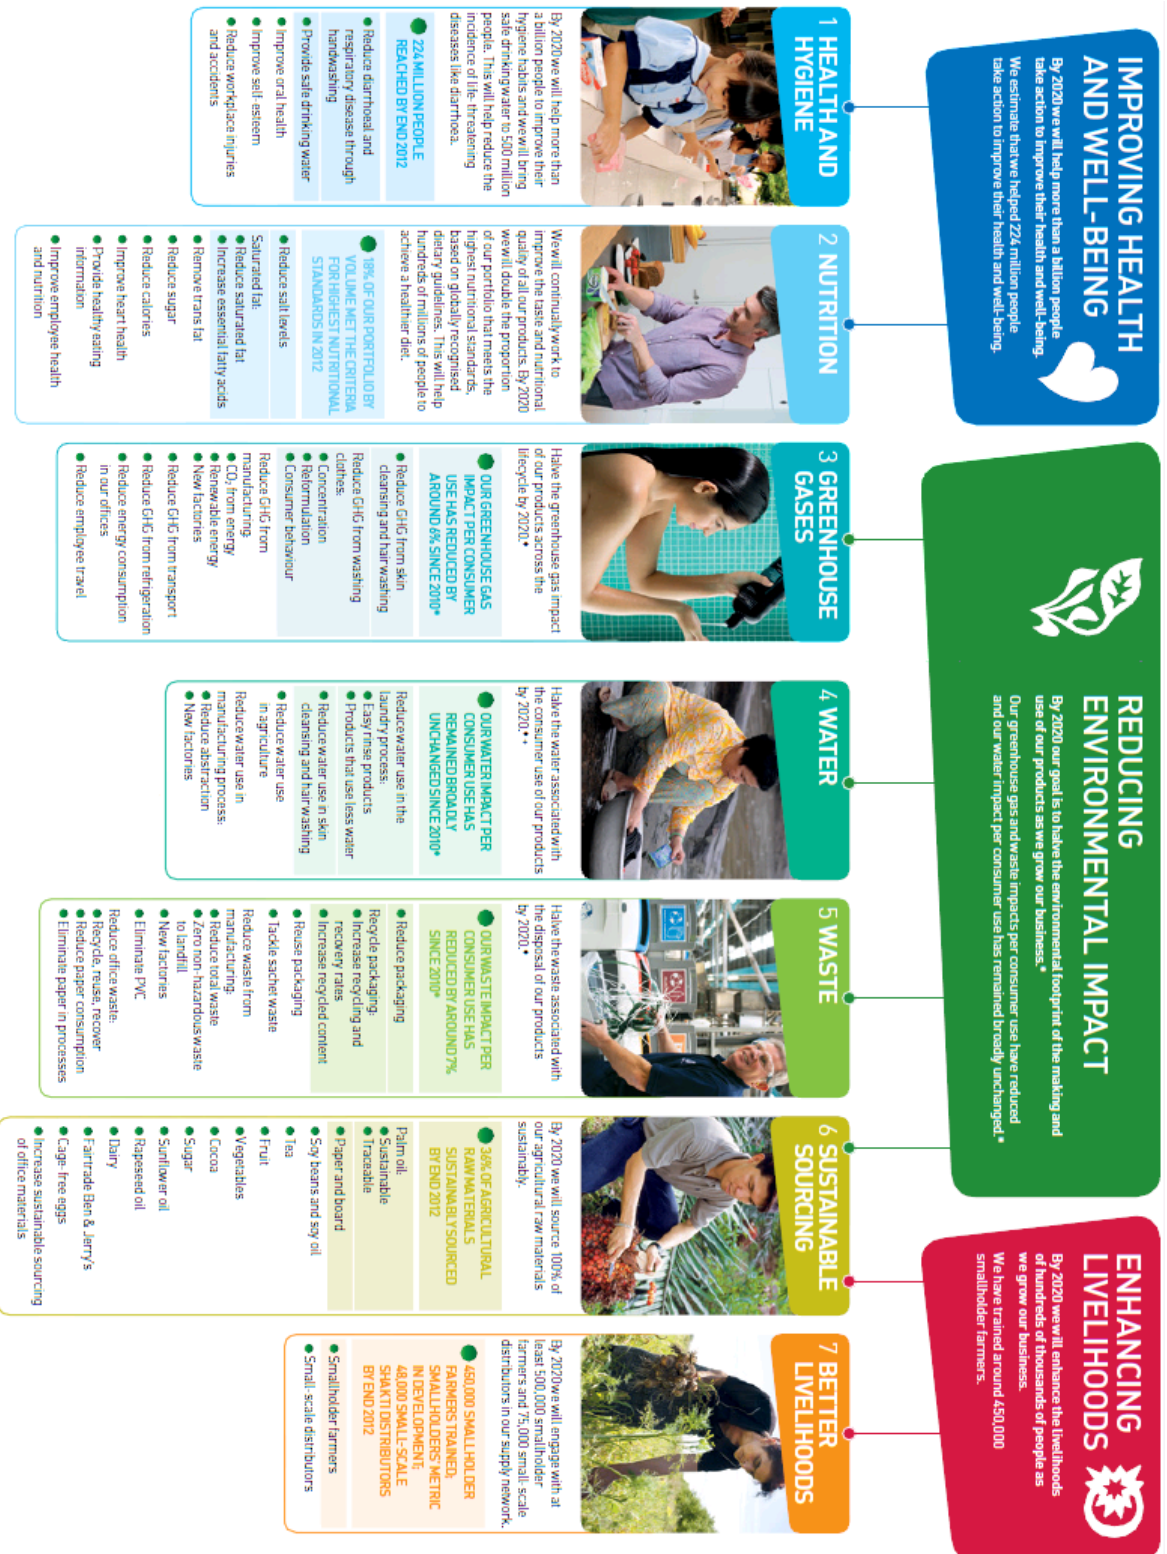 IMPROVING HEALTH
AND WELL-BEING
By 2020 we will help more than a billion people
take action to improve their health and well-being.
We estimate that we helped 224 million people
take action to improve their health and well-being.
REDUCING
ENVIRONMENTAL IMPACT
By 2020 our goal is to halve the environmental footprint of the making and
use of our products as we grow our business.*
Our greenhouse gas and waste impacts per consumer use have reduced
and our water impact per consumer use has remained broadly unchanged.*
ENHANCING
LIVELIHOODS
By 2020 we will enhance the livelihoods
of hundreds of thousands of people as
we grow our business.
We have trained around 450,000
smallholder farmers.
1 HEALTH AND
HYGIENE
By 2020 we will help more than
a billion people to improve their
hygiene habits and we will bring
safe drinking water to 500 million
people. This will help reduce the
incidence of life-threatening
diseases like diarrhoea.
224 MILLION PEOPLE
REACHED BY END 2012
Reduce diarrhoeal and
respiratory disease through
handwashing
Provide safe drinking water
Improve oral health
Improve self-esteem
Reduce workplace injuries
and accidents
2 NUTRITION
We will continually work to
improve the taste and nutritional
quality of all our products. By 2020
we will double the proportion
of our portfolio that meets the
highest nutritional standards,
based on globally recognised
dietary guidelines. This will help
hundreds of millions of people to
achieve a healthier diet.
18% OF OUR PORTFOLIO BY
VOLUME MET THE CRITERIA
FOR HIGHEST NUTRITIONAL
STANDARDS IN 2012
Reduce salt levels
Saturated fat:
Reduce saturated fat
Increase essential fatty acids
Remove trans fat
Reduce sugar
Reduce calories
Improve heart health
Provide healthy eating
information
Improve employee health
and nutrition
3 GREENHOUSE
GASES
Halve the greenhouse gas impact
of our products across the
lifecycle by 2020.*
OUR GREENHOUSE GAS
IMPACT PER CONSUMER
USE HAS REDUCED BY
AROUND 6% SINCE 2010*
Reduce GHG from skin
cleansing and hair washing
Reduce GHG from washing
clothes:
Concentration
Reformulation
Consumer behaviour
Reduce GHG from
manufacturing:
CO₂ from energy
Renewable energy
New factories
Reduce GHG from transport
Reduce GHG from refrigeration
Reduce energy consumption
in our offices
Reduce employee travel
4 WATER
Halve the water associated with
the consumer use of our products
by 2020.*+
OUR WATER IMPACT PER
CONSUMER USE HAS
REMAINED BROADLY
UNCHANGED SINCE 2010*
Reduce water use in the
laundry process:
Easy rinse products
Products that use less water
Reduce water use in skin
cleansing and hair washing
Reduce water use
in agriculture
Reduce water use in
manufacturing process:
Reduce abstraction
New factories
5 WASTE
Halve the waste associated with
the disposal of our products
by 2020.*
OUR WASTE IMPACT PER
CONSUMER USE HAS
REDUCED BY AROUND 7%
SINCE 2010*
Reduce packaging
Recycle packaging:
Increase recycling and
recovery rates
Increase recycled content
Reuse packaging
Tackle sachet waste
Reduce waste from
manufacturing:
Reduce total waste
Zero non-hazardous waste
to landfill
New factories
Eliminate PVC
Reduce office waste:
Recycle, reuse, recover
Reduce paper consumption
Eliminate paper in processes
6 SUSTAINABLE
SOURCING
By 2020 we will source 100% of
our agricultural raw materials
sustainably.
36% OF AGRICULTURAL
RAW MATERIALS
SUSTAINABLY SOURCED
BY END 2012
Palm oil:
Sustainable
Traceable
Paper and board
Soy beans and soy oil
Tea
Fruit
Vegetables
Cocoa
Sugar
Sunflower oil
Rapeseed oil
Dairy
Fairtrade Ben & Jerry's
Cage-free eggs
Increase sustainable sourcing
of office materials
7 BETTER
LIVELIHOODS
By 2020 we will engage with at
least 500,000 smallholder
farmers and 75,000 small-scale
distributors in our supply network.
450,000 SMALLHOLDER
FARMERS TRAINED;
SMALLHOLDERS' METRIC
IN DEVELOPMENT;
48,000 SMALL-SCALE
SHAKTI DISTRIBUTORS
BY END 2012
Smallholder farmers
Small-scale distributors